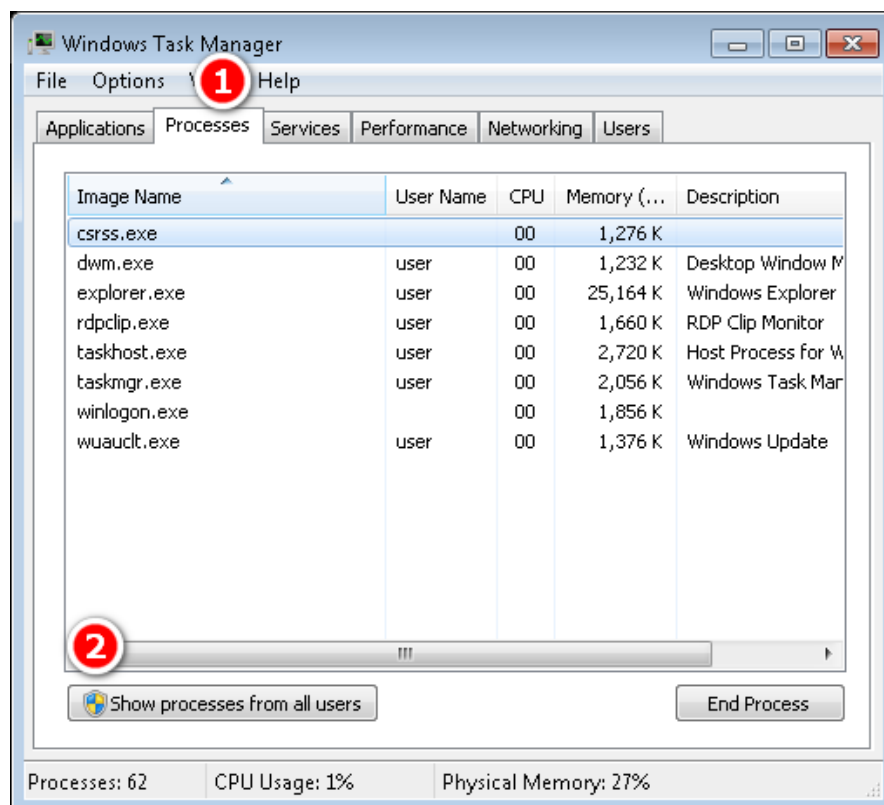 Windows Task Manager
File Options V 1 Help
Applications Processes Services Performance Networking Users
Image Name User Name CPU Memory (... Description
csrss.exe 00 1,276 K
dwm.exe user 00 1,232 K Desktop Window M
explorer.exe user 00 25,164 K Windows Explorer
rdpclip.exe user 00 1,660 K RDP Clip Monitor
taskhost.exe user 00 2,720 K Host Process for W
taskmgr.exe user 00 2,056 K Windows Task Man
winlogon.exe 00 1,856 K
wuauclt.exe user 00 1,376 K Windows Update
2
Show processes from all users End Process
Processes: 62 CPU Usage: 1% Physical Memory: 27%